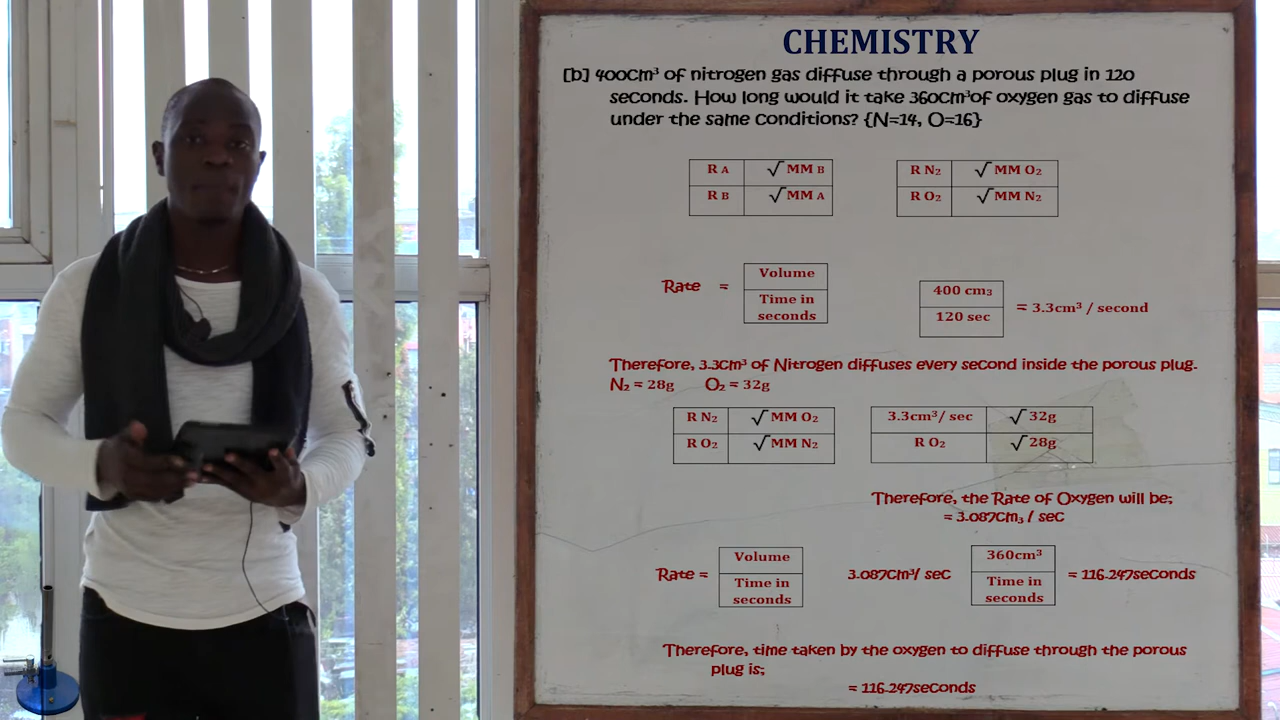 CHEMISTRY
[b] 400cm³ of nitrogen gas diffuse through a porous plug in 120
seconds. How long would it take 360cm³of oxygen gas to diffuse
under the same conditions? {N=14, O=16}
R A √ MM B R N₂ √ MM O₂
R B √ MM A R O₂ √ MM N₂
Rate = Volume
Time in
seconds
400 cm₃
120 sec
= 3.3cm³ / second
Therefore, 3.3cm³ of Nitrogen diffuses every second inside the porous plug.
N₂ = 28g O₂ = 32g
R N₂ √ MM O₂ 3.3cm³/ sec √ 32g
R O₂ √ MM N₂ R O₂ √ 28g
Therefore, the Rate of Oxygen will be;
= 3.087cm₃ / sec
Rate = Volume
Time in
seconds
3.087cm³/ sec
360cm³
Time in
seconds
= 116.247seconds
Therefore, time taken by the oxygen to diffuse through the porous
plug is;
= 116.247seconds